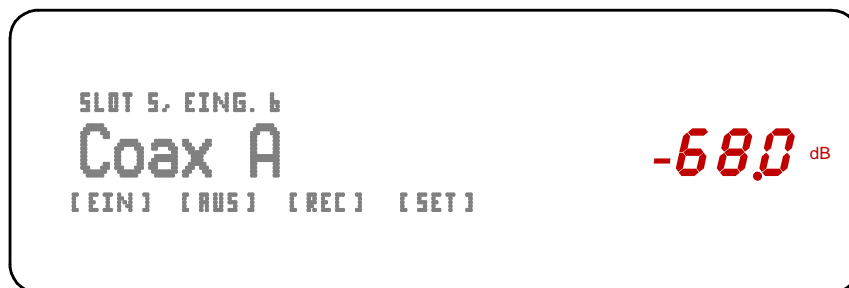 SLOT 5, EING. 6
Coax A
-68.0 dB
[EIN] [AUS] [REC] [SET]